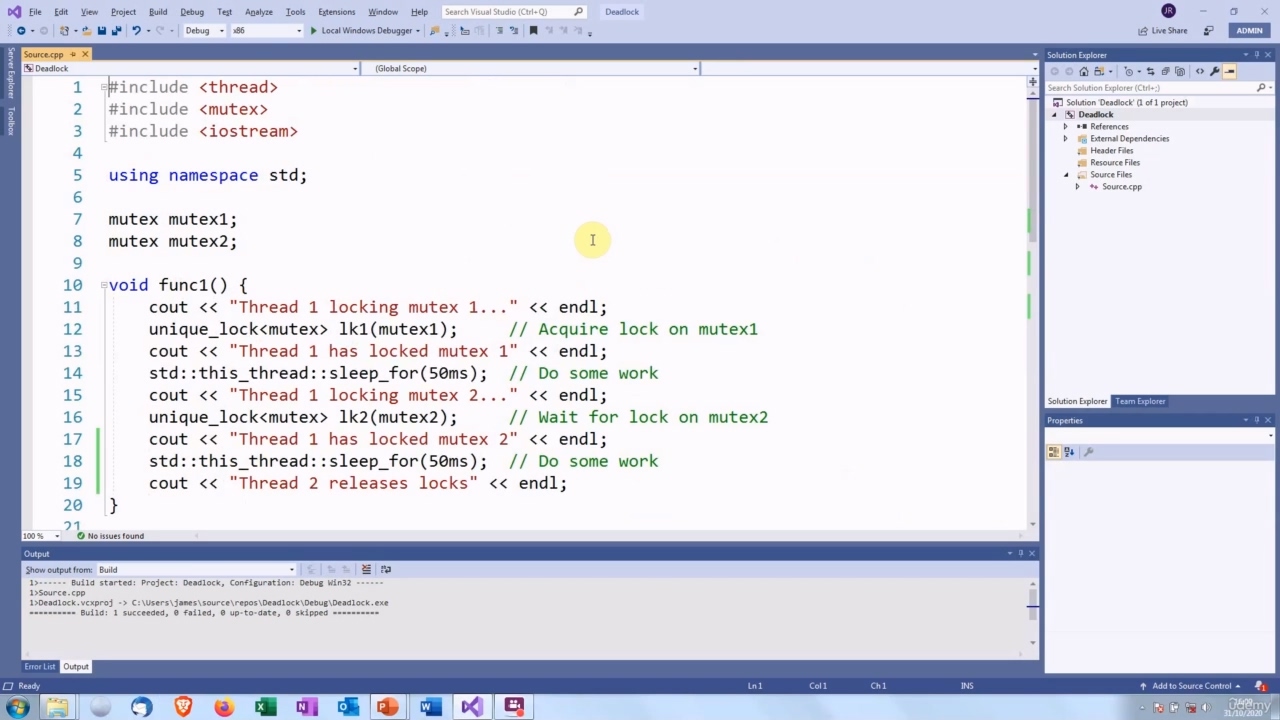 File Edit View Project Build Debug Test Analyze Tools Extensions Window Help Search Visual Studio (Ctrl+Q) Deadlock JR
Debug x86 Local Windows Debugger Live Share ADMIN
Server Explorer
Toolbox
Source.cpp
Deadlock (Global Scope)
1 #include <thread>
2 #include <mutex>
3 #include <iostream>
4
5 using namespace std;
6
7 mutex mutex1;
8 mutex mutex2;
9
10 void func1() {
11 cout << "Thread 1 locking mutex 1..." << endl;
12 unique_lock<mutex> lk1(mutex1); // Acquire lock on mutex1
13 cout << "Thread 1 has locked mutex 1" << endl;
14 std::this_thread::sleep_for(50ms); // Do some work
15 cout << "Thread 1 locking mutex 2..." << endl;
16 unique_lock<mutex> lk2(mutex2); // Wait for lock on mutex2
17 cout << "Thread 1 has locked mutex 2" << endl;
18 std::this_thread::sleep_for(50ms); // Do some work
19 cout << "Thread 2 releases locks" << endl;
20 }
21
100 % No issues found
Output
Show output from: Build
1>------ Build started: Project: Deadlock, Configuration: Debug Win32 ------
1>Source.cpp
1>Deadlock.vcxproj -> C:\Users\james\source\repos\Deadlock\Debug\Deadlock.exe
========== Build: 1 succeeded, 0 failed, 0 up-to-date, 0 skipped ==========
Error List Output
Solution Explorer
Search Solution Explorer (Ctrl+;)
Solution 'Deadlock' (1 of 1 project)
Deadlock
References
External Dependencies
Header Files
Resource Files
Source Files
Source.cpp
Solution Explorer Team Explorer
Properties
Ready Ln 1 Col 1 Ch 1 INS Add to Source Control 1
udemy
31/10/2020